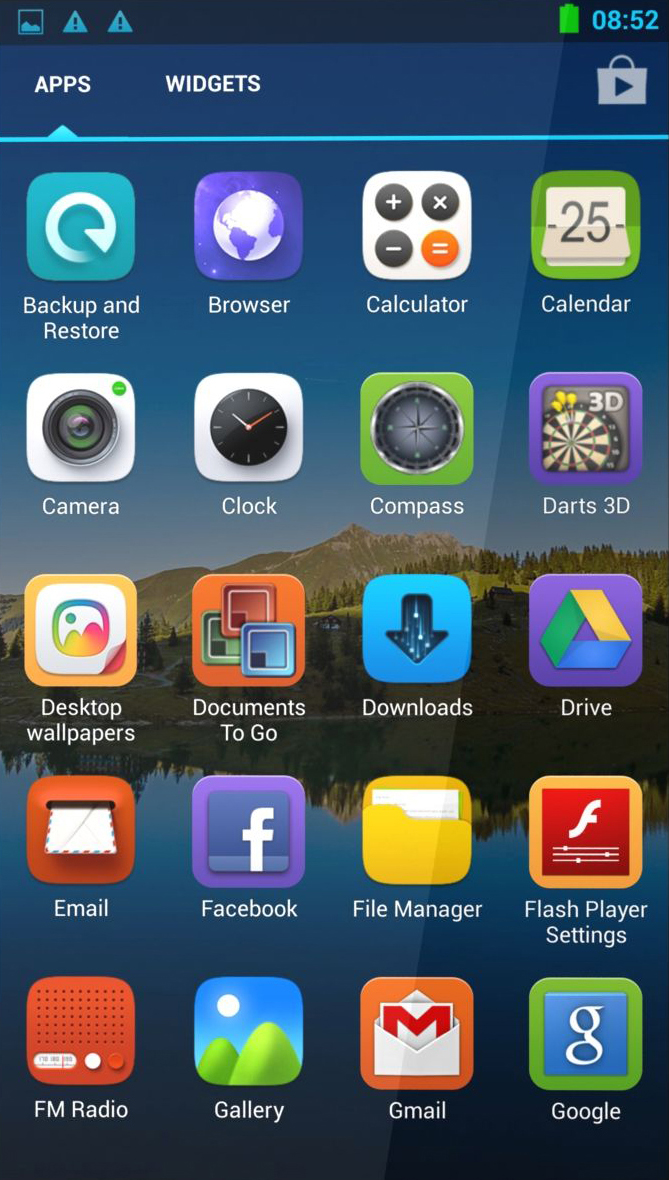 08:52
APPS WIDGETS
Backup and Browser Calculator Calendar
Restore
3D
Camera Clock Compass Darts 3D
Desktop Documents Downloads Drive
wallpapers To Go
Email Facebook File Manager Flash Player
Settings
FM Radio Gallery Gmail Google
25